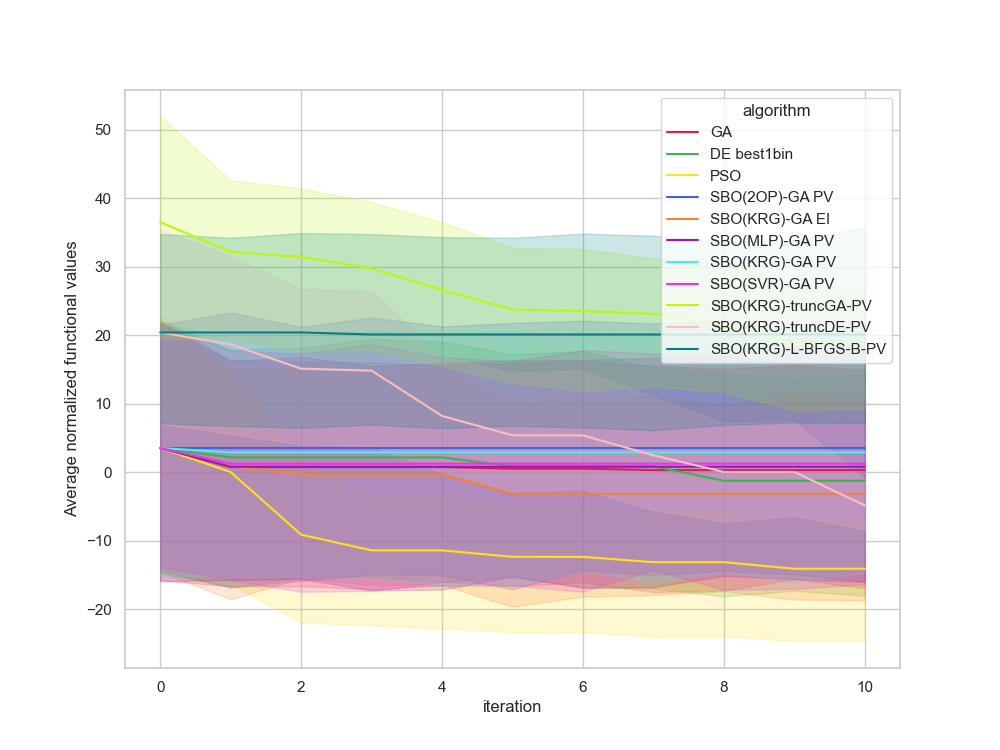 algorithm
GA
DE best1bin
PSO
SBO(2OP)-GA PV
SBO(KRG)-GA EI
SBO(MLP)-GA PV
SBO(KRG)-GA PV
SBO(SVR)-GA PV
SBO(KRG)-truncGA-PV
SBO(KRG)-truncDE-PV
SBO(KRG)-L-BFGS-B-PV
Average normalized functional values
50
40
30
20
10
0
−10
−20
0 2 4 6 8 10
iteration